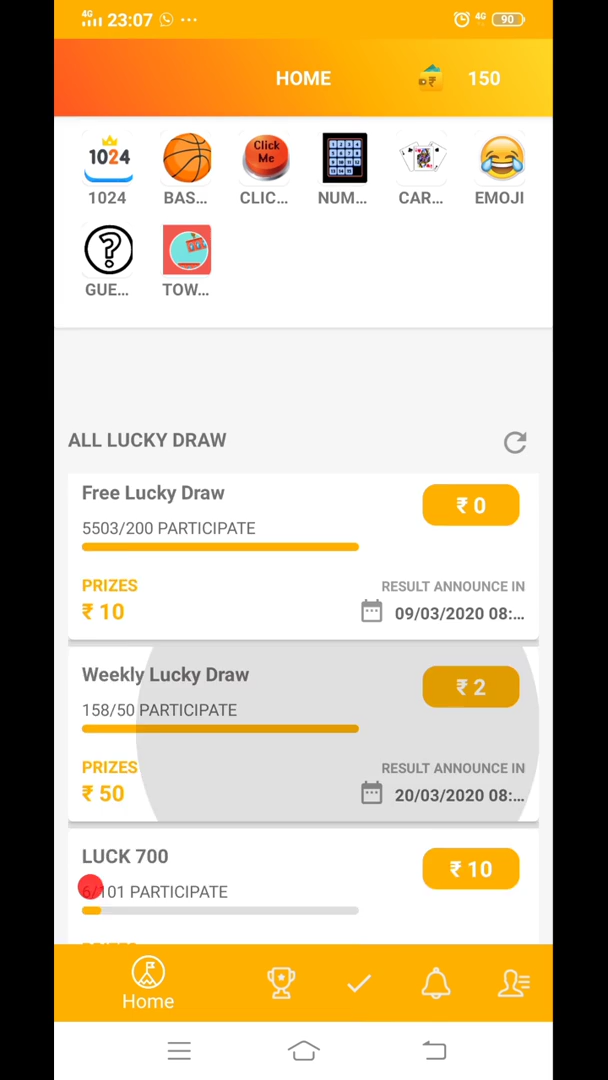 4G 23:07 ... 4G 90
HOME 150
1024 Click Me
1024 BAS... CLIC... NUM... CAR... EMOJI
GUE... TOW...
ALL LUCKY DRAW
Free Lucky Draw ₹ 0
5503/200 PARTICIPATE
PRIZES RESULT ANNOUNCE IN
₹ 10 09/03/2020 08:...
Weekly Lucky Draw ₹ 2
158/50 PARTICIPATE
PRIZES RESULT ANNOUNCE IN
₹ 50 20/03/2020 08:...
LUCK 700 ₹ 10
6/101 PARTICIPATE
Home